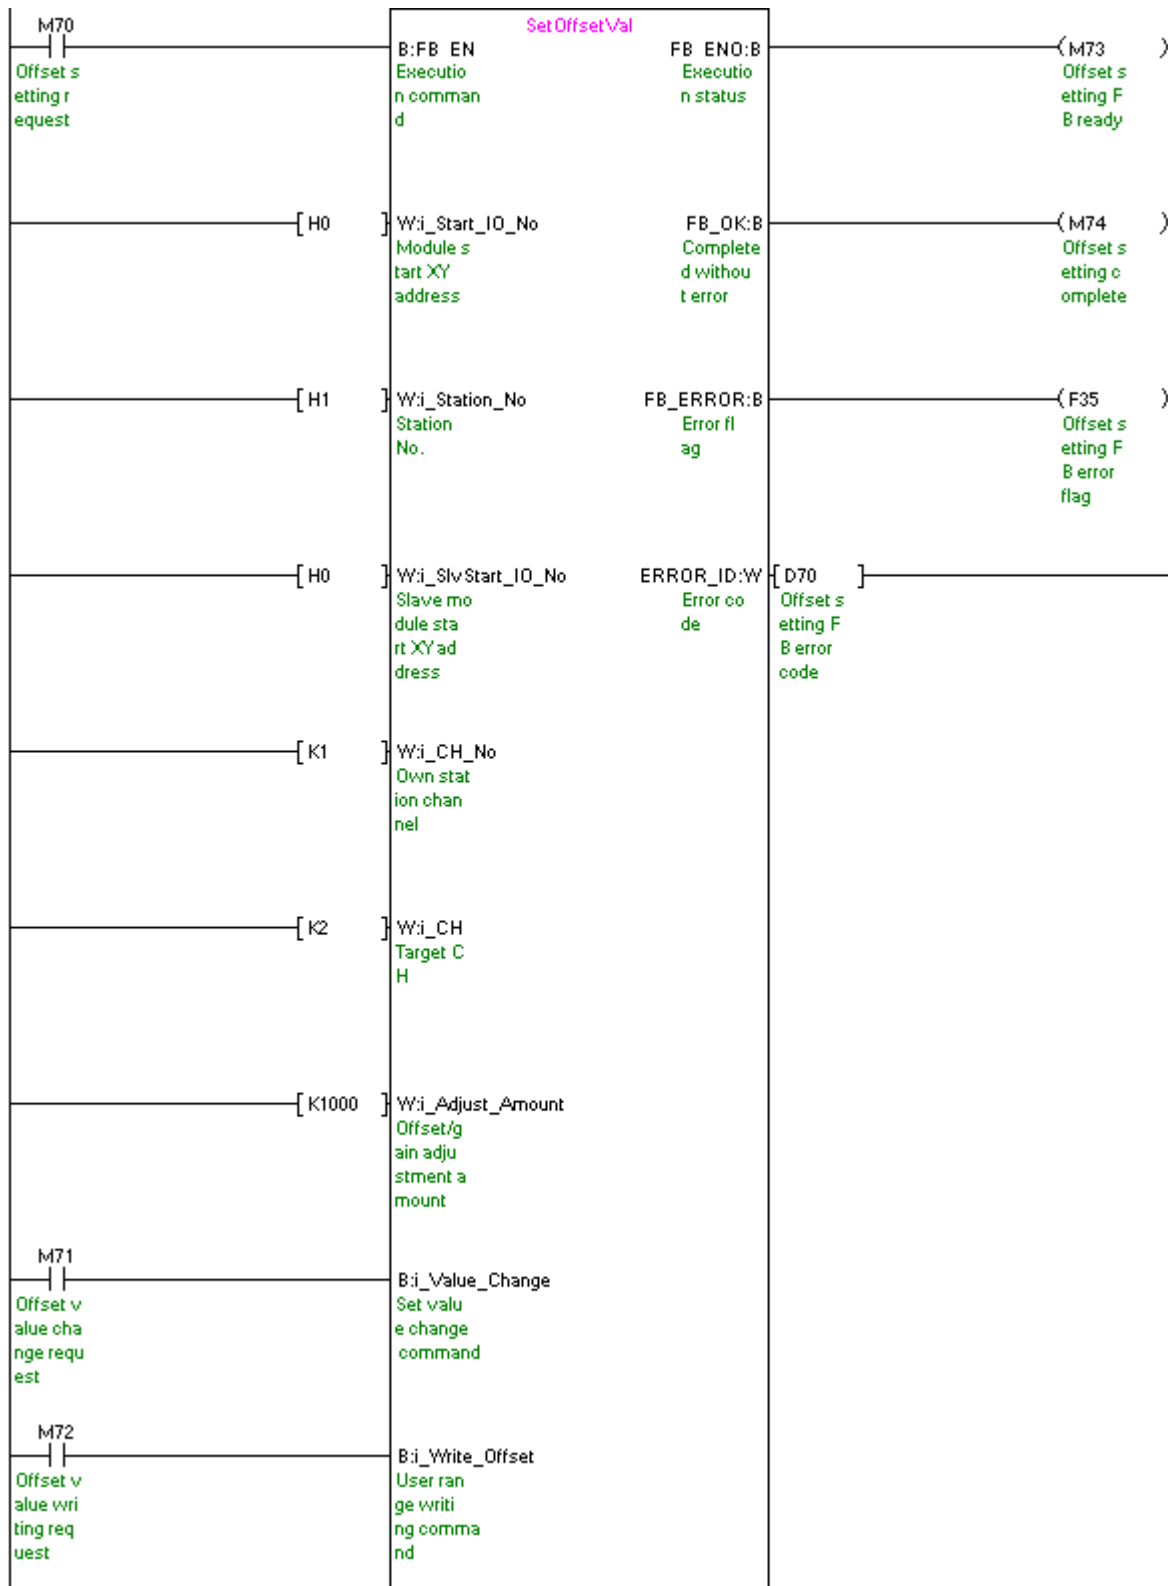 SetOffsetVal
M70
B:FB_EN
FB_ENO:B
M73
Offset s
etting r
equest
Executio
n comman
d
Executio
n status
Offset s
etting F
B ready
H0
W:i_Start_IO_No
FB_OK:B
M74
Module s
tart XY
address
Complete
d withou
t error
Offset s
etting c
omplete
H1
W:i_Station_No
FB_ERROR:B
F35
Station
No.
Error fl
ag
Offset s
etting F
B error
flag
H0
W:i_SlvStart_IO_No
ERROR_ID:W
D70
Slave mo
dule sta
rt XY ad
dress
Error co
de
Offset s
etting F
B error
code
K1
W:i_CH_No
Own stat
ion chan
nel
K2
W:i_CH
Target C
H
K1000
W:i_Adjust_Amount
Offset/g
ain adju
stment a
mount
M71
B:i_Value_Change
Offset v
alue cha
nge requ
est
Set valu
e change
command
M72
B:i_Write_Offset
Offset v
alue wri
ting req
uest
User ran
ge writi
ng comma
nd